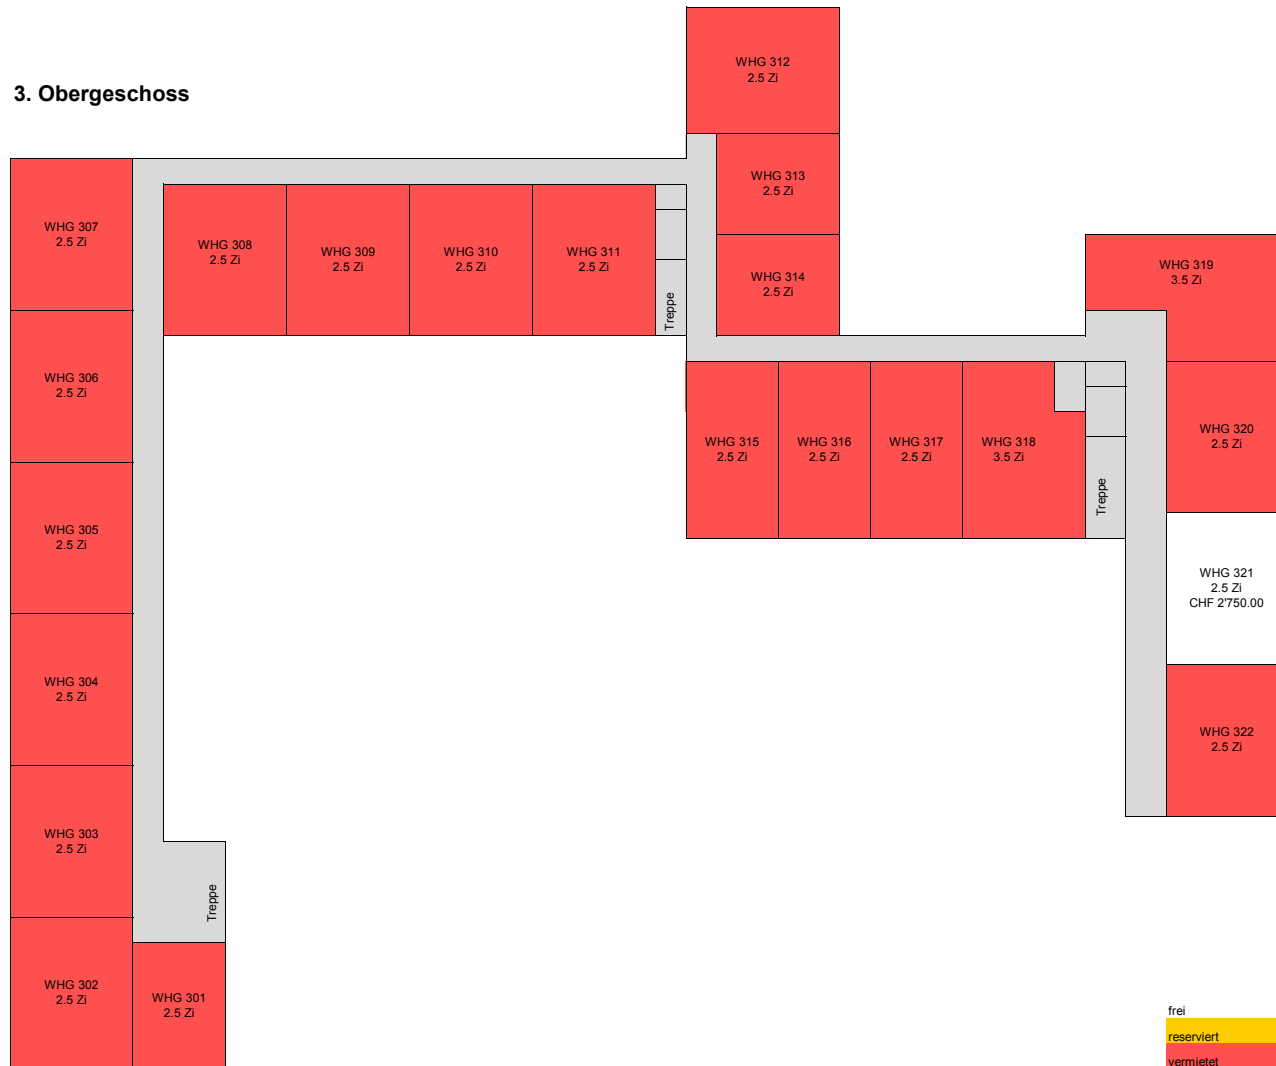 3. Obergeschoss
WHG 312
2.5 Zi
WHG 313
2.5 Zi
WHG 307
2.5 Zi
WHG 308
2.5 Zi
WHG 309
2.5 Zi
WHG 310
2.5 Zi
WHG 311
2.5 Zi
Treppe
WHG 314
2.5 Zi
WHG 319
3.5 Zi
WHG 306
2.5 Zi
WHG 315
2.5 Zi
WHG 316
2.5 Zi
WHG 317
2.5 Zi
WHG 318
3.5 Zi
Treppe
WHG 320
2.5 Zi
WHG 305
2.5 Zi
WHG 321
2.5 Zi
CHF 2'750.00
WHG 304
2.5 Zi
WHG 322
2.5 Zi
WHG 303
2.5 Zi
Treppe
WHG 302
2.5 Zi
WHG 301
2.5 Zi
frei
reserviert
vermietet